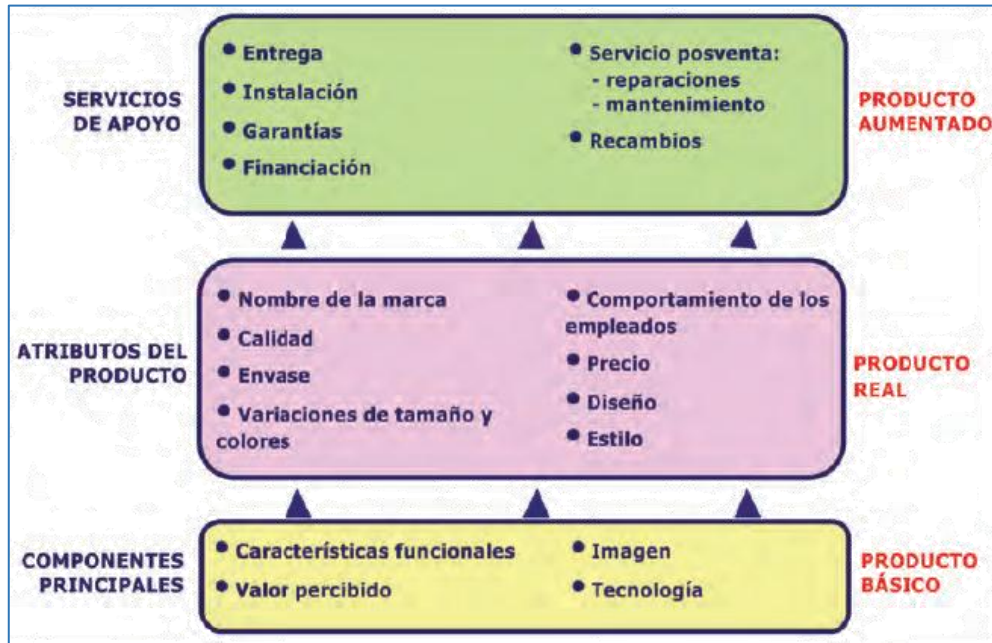 SERVICIOS
DE APOYO
• Entrega
• Instalación
• Garantías
• Financiación
• Servicio posventa:
- reparaciones
- mantenimiento
• Recambios
PRODUCTO
AUMENTADO
ATRIBUTOS DEL
PRODUCTO
• Nombre de la marca
• Calidad
• Envase
• Variaciones de tamaño y
colores
• Comportamiento de los
empleados
• Precio
• Diseño
• Estilo
PRODUCTO
REAL
COMPONENTES
PRINCIPALES
• Características funcionales
• Valor percibido
• Imagen
• Tecnología
PRODUCTO
BÁSICO